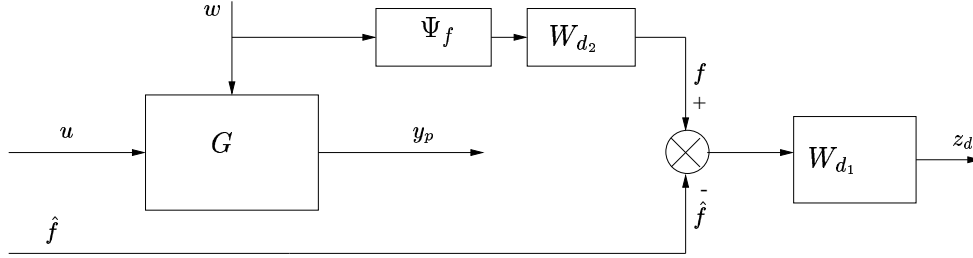 w
Ψ_f
W_{d_2}
f
+
u
G
y_p
W_{d_1}
z_d
-
f̂
f̂